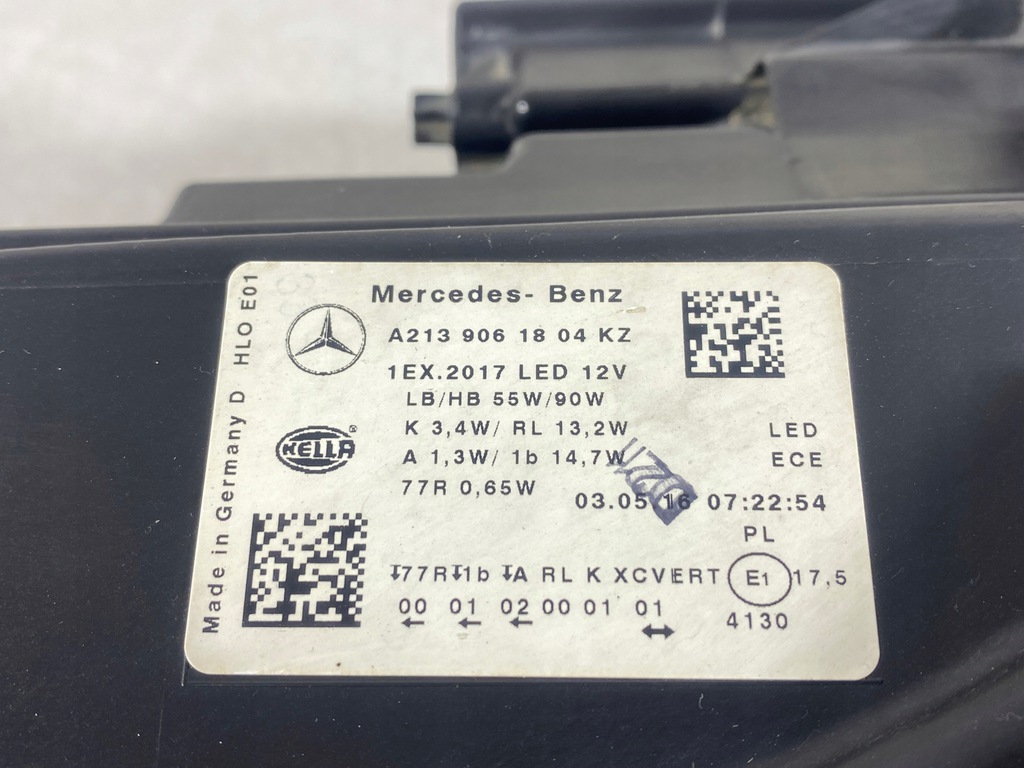 Mercedes- Benz
A213 906 18 04 KZ
1EX.2017 LED 12V
LB/HB 55W/90W
K 3,4W/ RL 13,2W
A 1,3W/ 1b 14,7W
77R 0,65W
HELLA
LED
ECE
03.05.16 07:22:54
PL
77R 1b A RL K XCVERT E1 17,5
00 01 02 00 01 01
4130
Made in Germany D HLO E01